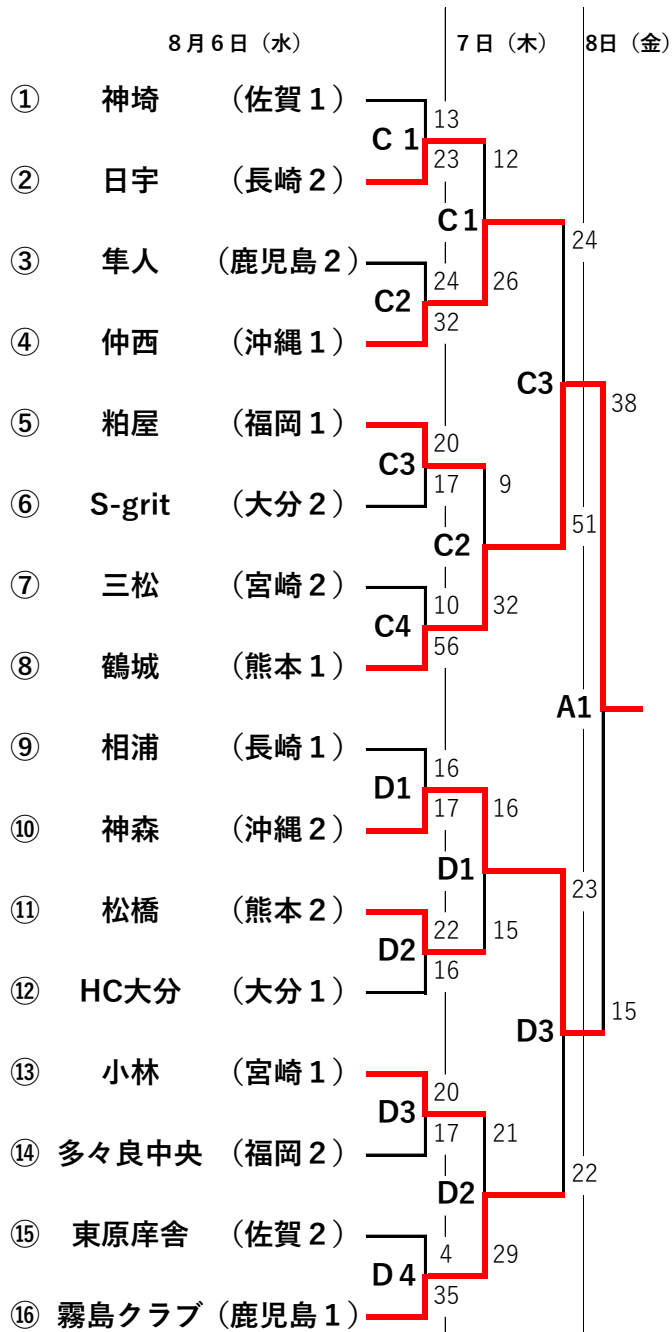 8月6日（水） 7日（木） 8日（金）
① 神埼 （佐賀１）
13
C 1
23 12
② 日宇 （長崎２）
C1
24
③ 隼人 （鹿児島２）
24 26
C2
32
④ 仲西 （沖縄１）
C3
38
⑤ 粕屋 （福岡１）
20
C3
17 9
⑥ S-grit （大分２）
51
C2
⑦ 三松 （宮崎２）
10 32
C4
56
⑧ 鶴城 （熊本１）
A1
⑨ 相浦 （長崎１）
16
D1
17 16
⑩ 神森 （沖縄２）
D1
23
⑪ 松橋 （熊本２）
22 15
D2
16
⑫ HC大分 （大分１）
15
D3
⑬ 小林 （宮崎１）
20
D3
17 21
⑭ 多々良中央 （福岡２）
22
D2
⑮ 東原庠舎 （佐賀２）
4 29
D 4
35
⑯ 霧島クラブ （鹿児島１）